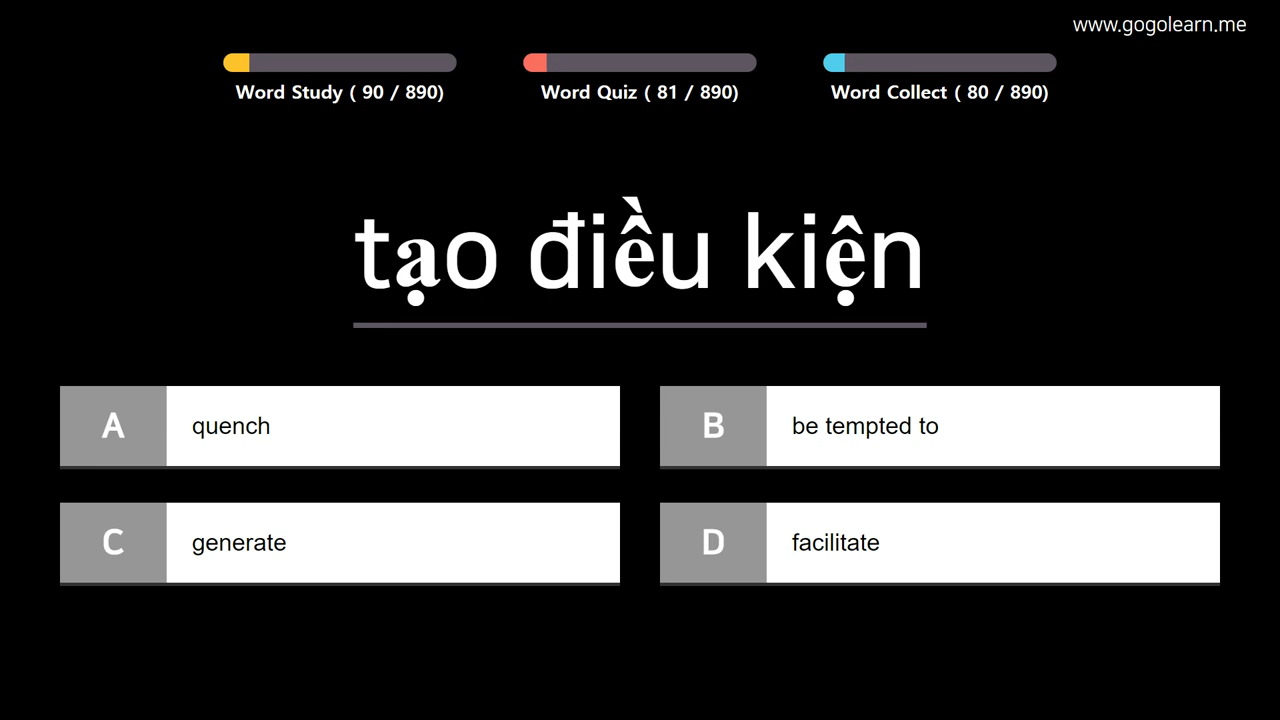 www.gogolearn.me
Word Study ( 90 / 890)
Word Quiz ( 81 / 890)
Word Collect ( 80 / 890)
tạo điều kiện
A quench
B be tempted to
C generate
D facilitate